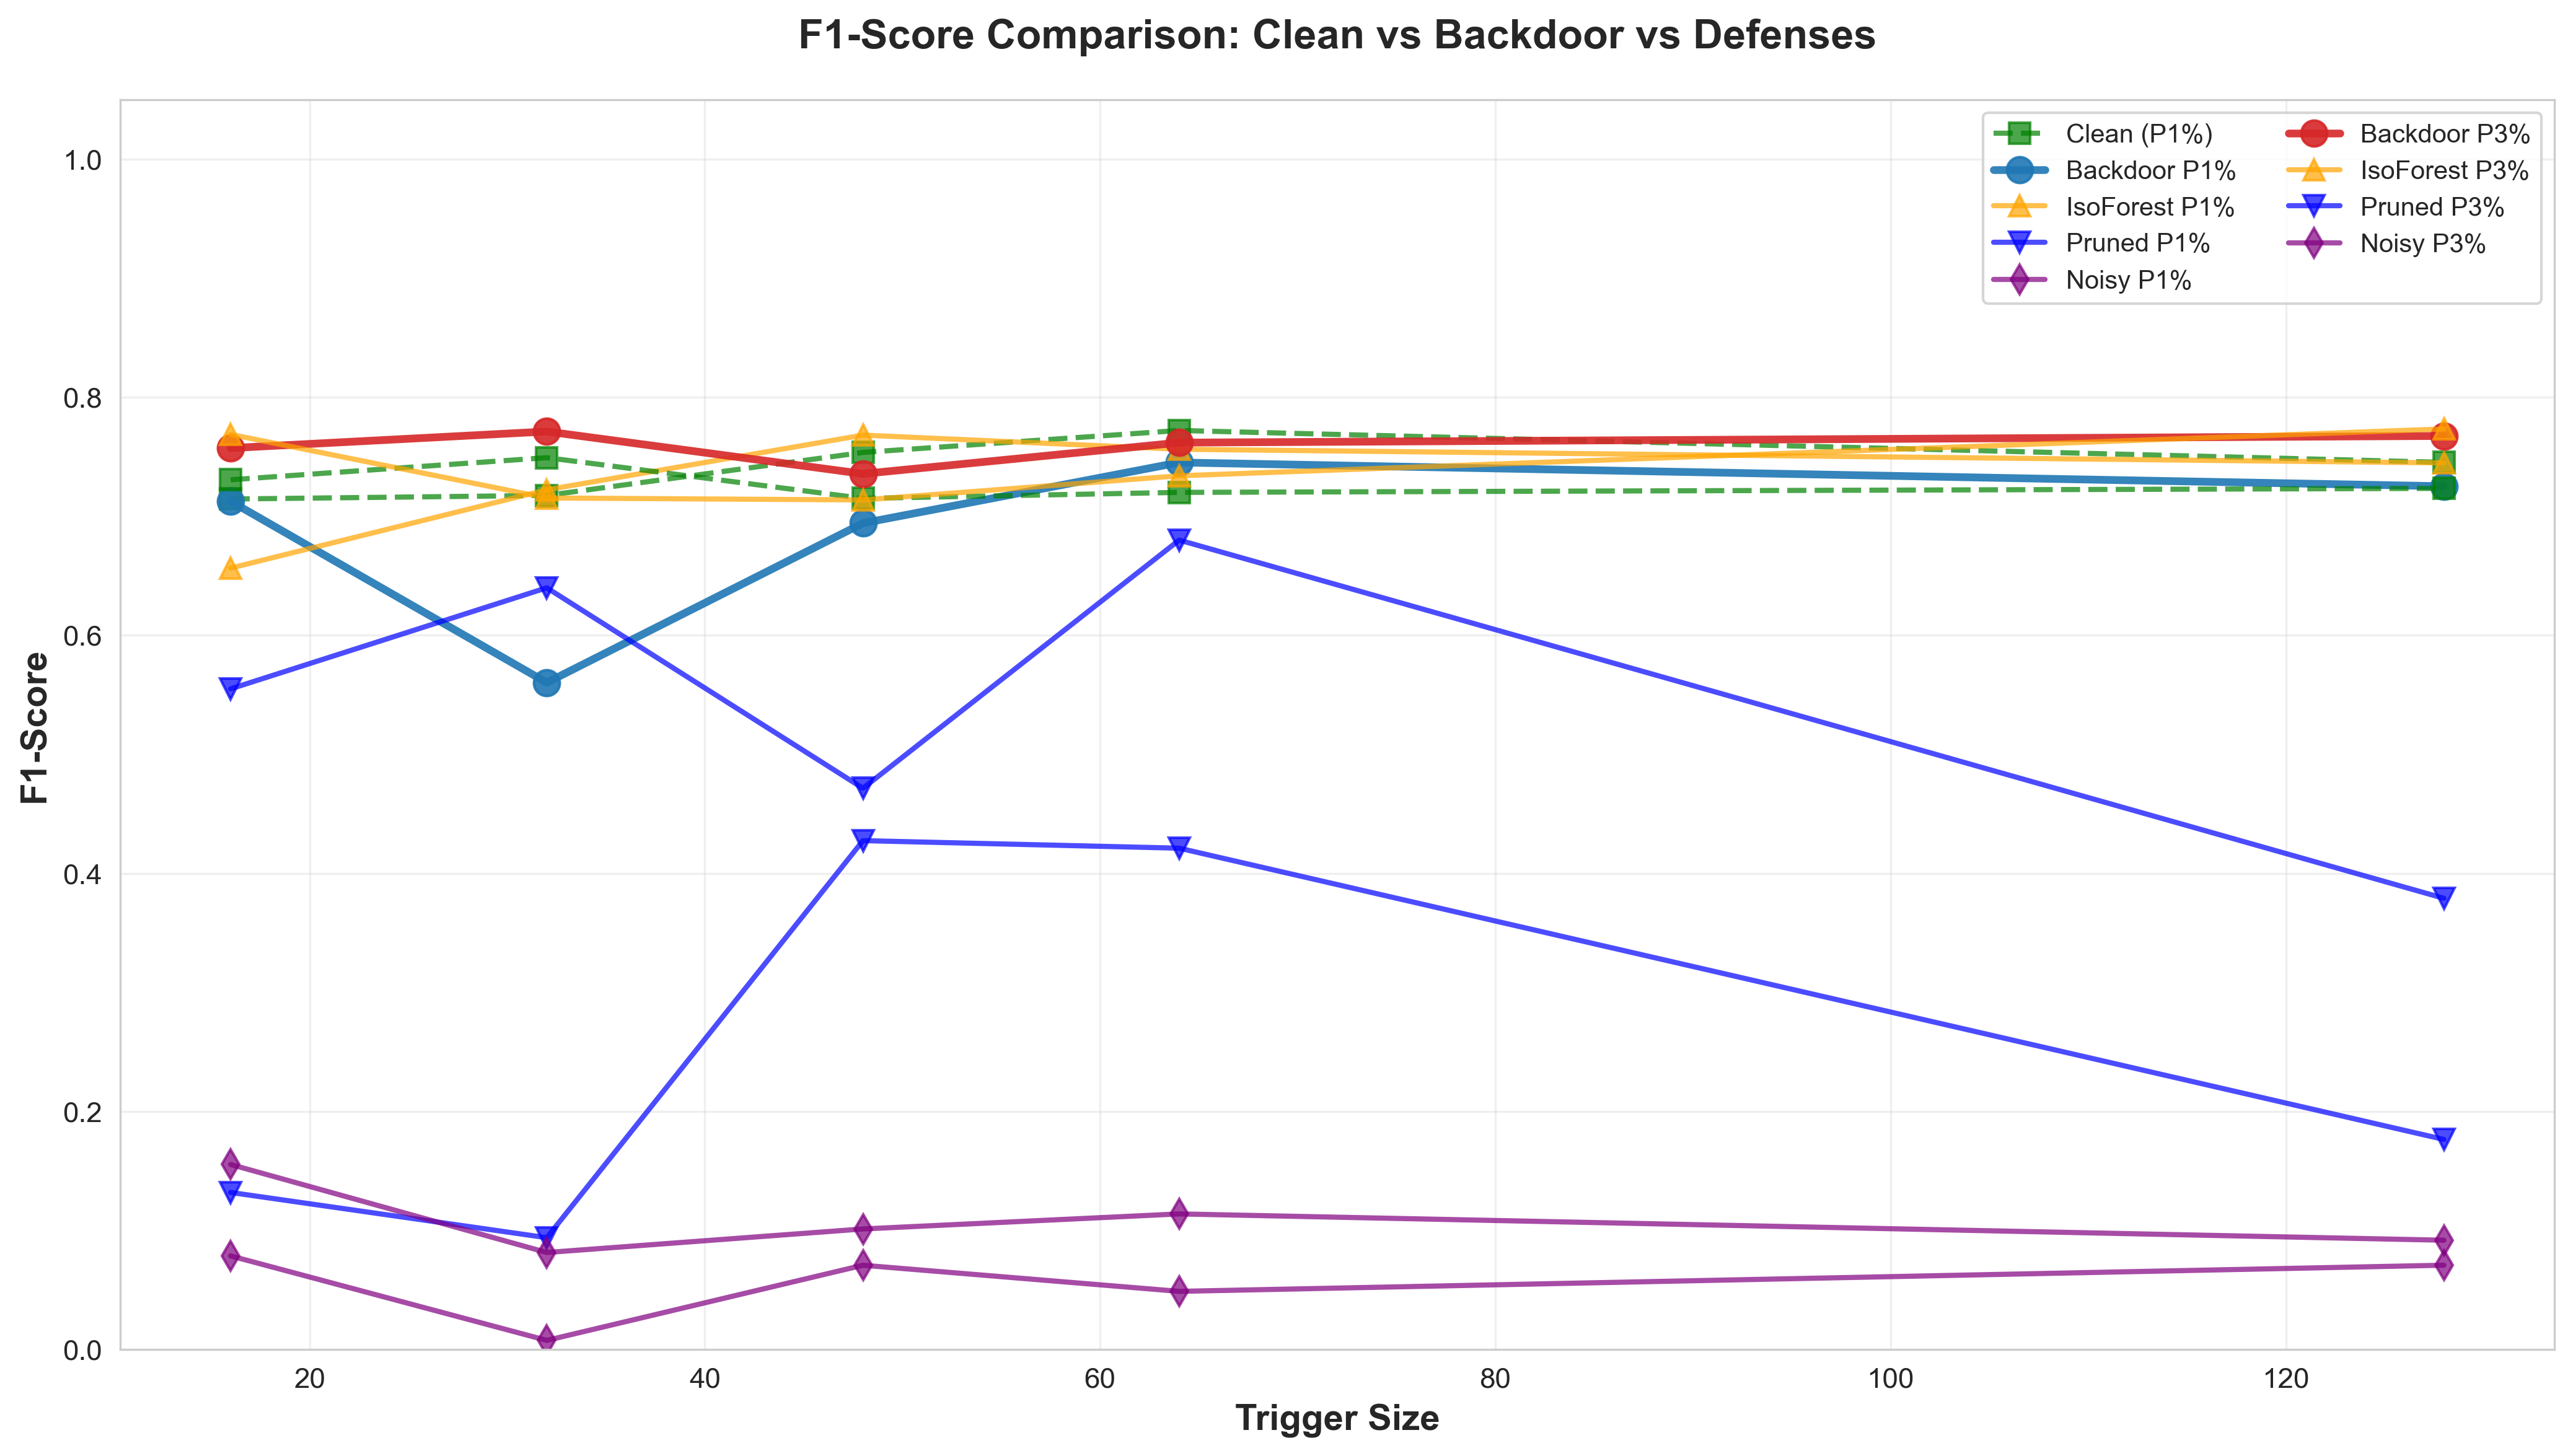 F1-Score Comparison: Clean vs Backdoor vs Defenses
Clean (P1%)
Backdoor P1%
IsoForest P1%
Pruned P1%
Noisy P1%
Backdoor P3%
IsoForest P3%
Pruned P3%
Noisy P3%
F1-Score
1.0
0.8
0.6
0.4
0.2
0.0
20 40 60 80 100 120
Trigger Size